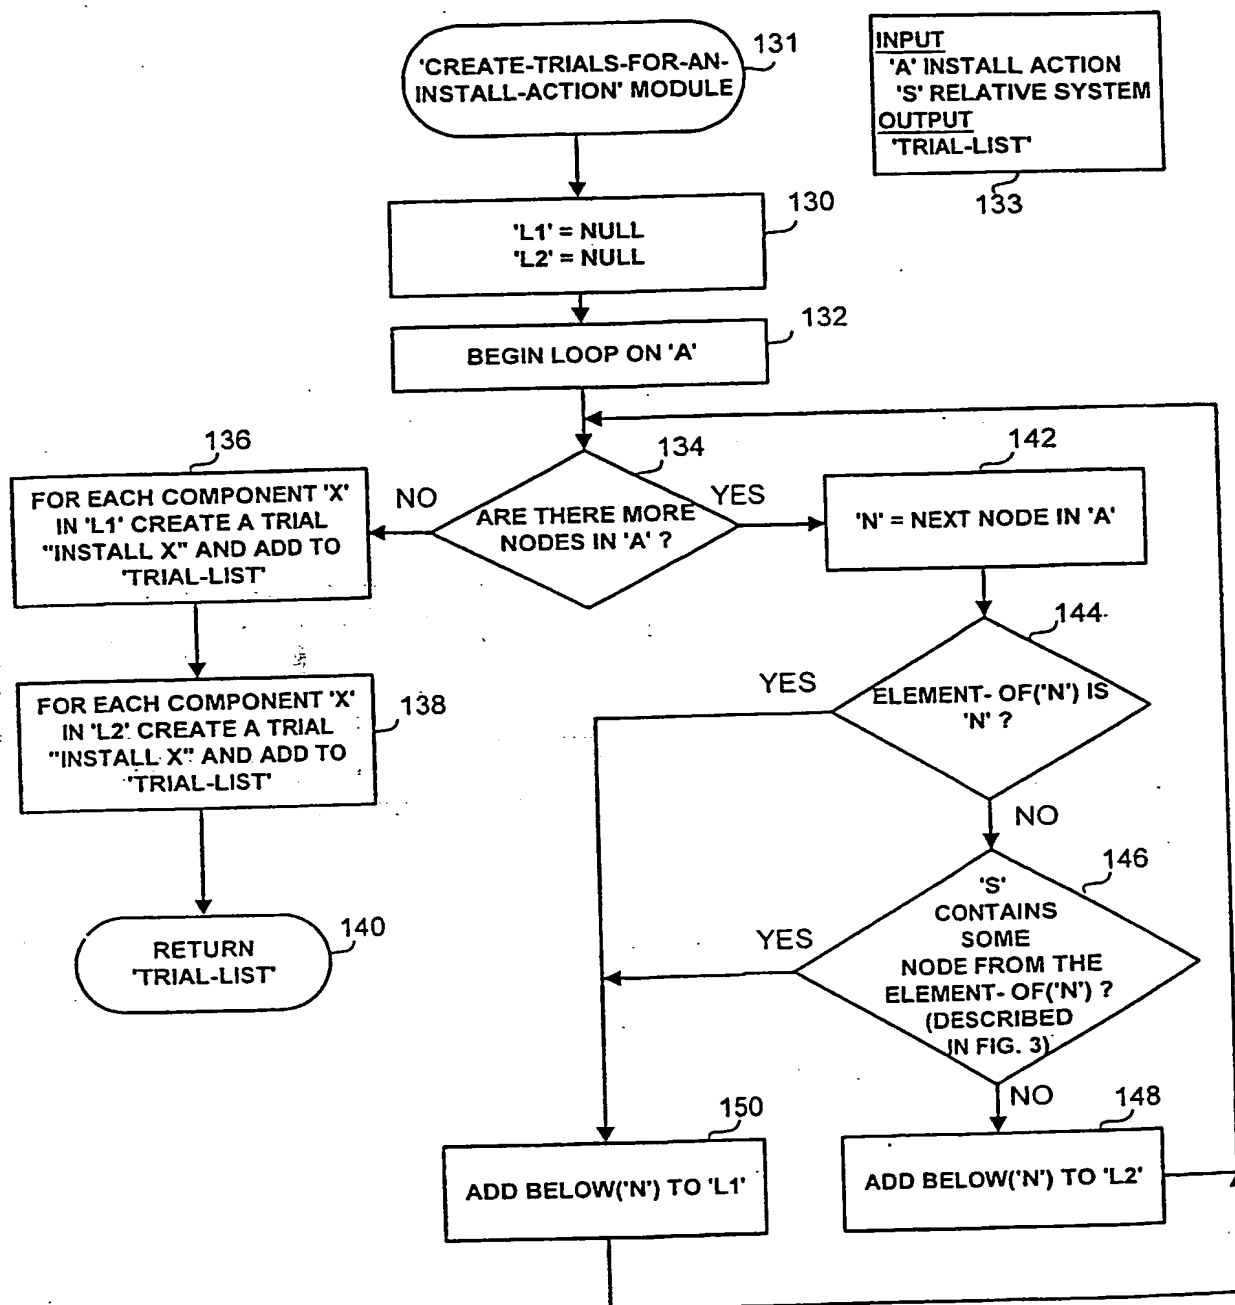 'CREATE-TRIALS-FOR-AN-
INSTALL-ACTION' MODULE
131
INPUT
'A' INSTALL ACTION
'S' RELATIVE SYSTEM
OUTPUT
'TRIAL-LIST'
133
130
'L1' = NULL
'L2' = NULL
132
BEGIN LOOP ON 'A'
136
FOR EACH COMPONENT 'X'
IN 'L1' CREATE A TRIAL
"INSTALL X" AND ADD TO
'TRIAL-LIST'
NO
134
ARE THERE MORE
NODES IN 'A' ?
YES
142
'N' = NEXT NODE IN 'A'
144
YES
ELEMENT- OF('N') IS
'N' ?
NO
FOR EACH COMPONENT 'X'
IN 'L2' CREATE A TRIAL
"INSTALL X" AND ADD TO
'TRIAL-LIST'
138
146
YES
'S'
CONTAINS
SOME
NODE FROM THE
ELEMENT- OF('N') ?
(DESCRIBED
IN FIG. 3)
NO
RETURN
'TRIAL-LIST'
140
150
ADD BELOW('N') TO 'L1'
148
ADD BELOW('N') TO 'L2'